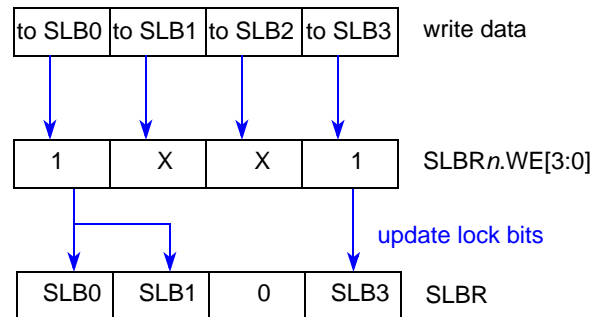 to SLB0 to SLB1 to SLB2 to SLB3 write data
1 X X 1 SLBRn.WE[3:0]
update lock bits
SLB0 SLB1 0 SLB3 SLBR